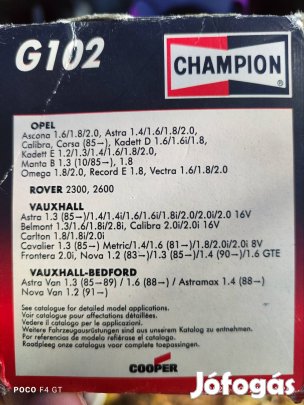 G102
CHAMPION
OPEL
Ascona 1.6/1.8/2.0, Astra 1.4/1.6/1.8/2.0,
Calibra, Corsa (85→), Kadett D 1.6/1.6i/1.8,
Kadett E 1.2/1.3/1.4/1.6/1.8/2.0,
Manta B 1.3 (10/85→), 1.8
Omega 1.8/2.0, Record E 1.8, Vectra 1.6/1.8/2.0
ROVER 2300, 2600
VAUXHALL
Astra 1.3 (85→)/1.4/1.4i/1.6/1.6i/1.8i/2.0/2.0i/2.0 16V
Belmont 1.3/1.6/1.8i/2.8i, Calibra 2.0i/2.0i 16V
Carlton 1.8/1.8i/2.0i
Cavalier 1.3 (85→) Metric/1.4/1.6 (81→)/1.8/2.0i/2.0i 8V
Frontera 2.0i, Nova 1.2 (83→)/1.3 (85→)/1.4 (90→)/1.6 GTE
VAUXHALL-BEDFORD
Astra Van 1.3 (85→89) / 1.6 (88→) / Astramax 1.4 (88→)
Nova Van 1.2 (91→)
See catalogue for detailed model applications.
Voir catalogue pour affectations détaillées.
Vedere il catalogo per le applicazioni
Weitere Fahrzeugausrüstungen sind aus unserem Katalog zu entnehmen.
Por referencias de modelo refiérase el catalogo.
Raadpleeg onze catalogus voor complete toepassingen.
COOPER
POCO F4 GT
Jófogás